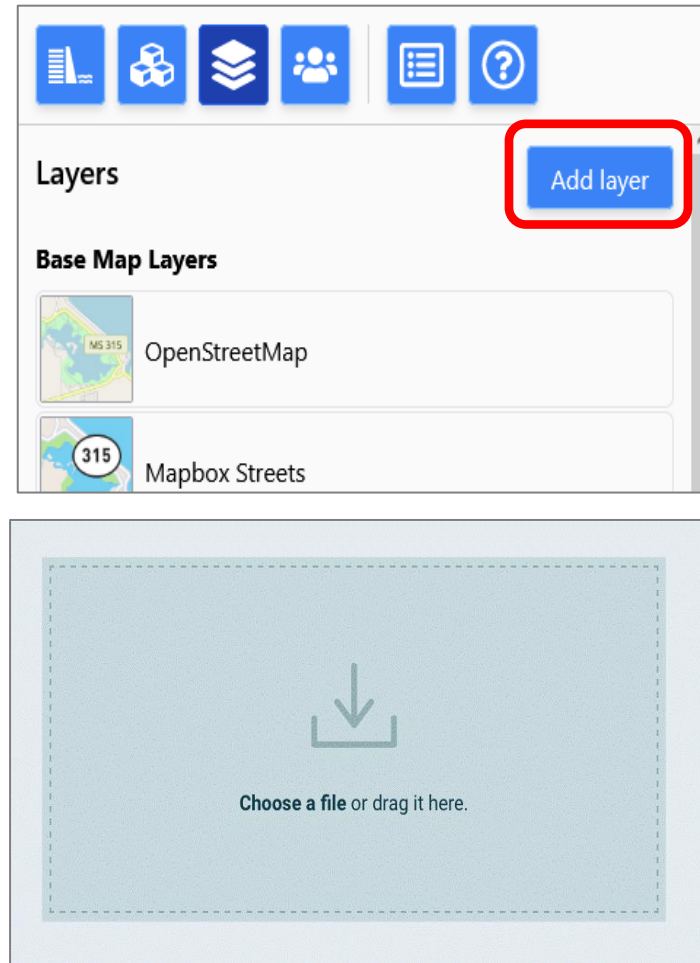 Layers
Add layer
Base Map Layers
MS 315
OpenStreetMap
315
Mapbox Streets
Choose a file or drag it here.